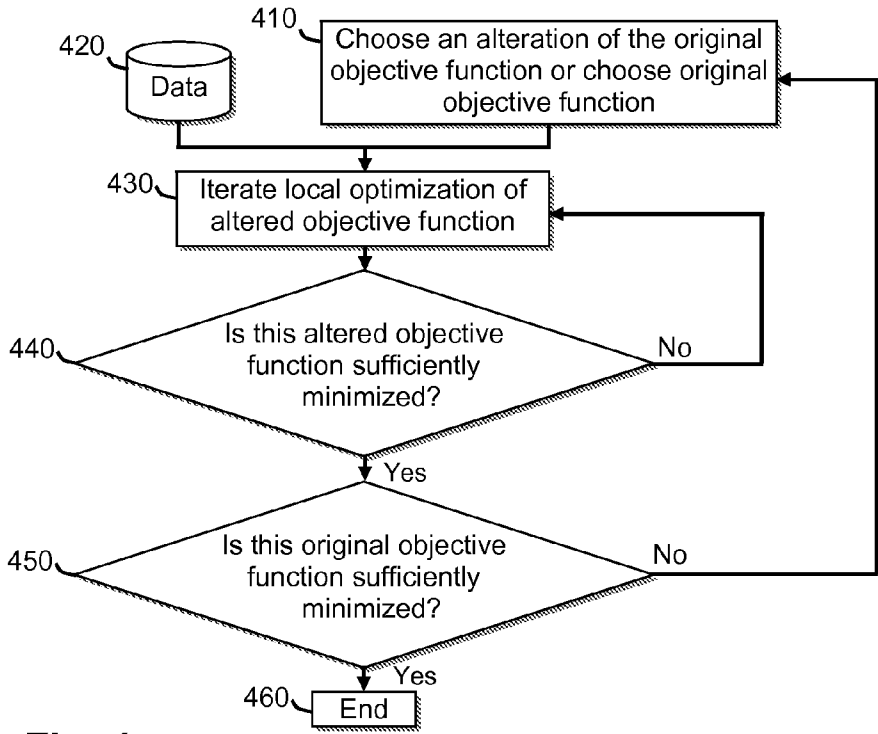 420
Data
410
Choose an alteration of the original
objective function or choose original
objective function
430
Iterate local optimization of
altered objective function
440
Is this altered objective
function sufficiently
minimized?
No
Yes
450
Is this original objective
function sufficiently
minimized?
No
Yes
460
End